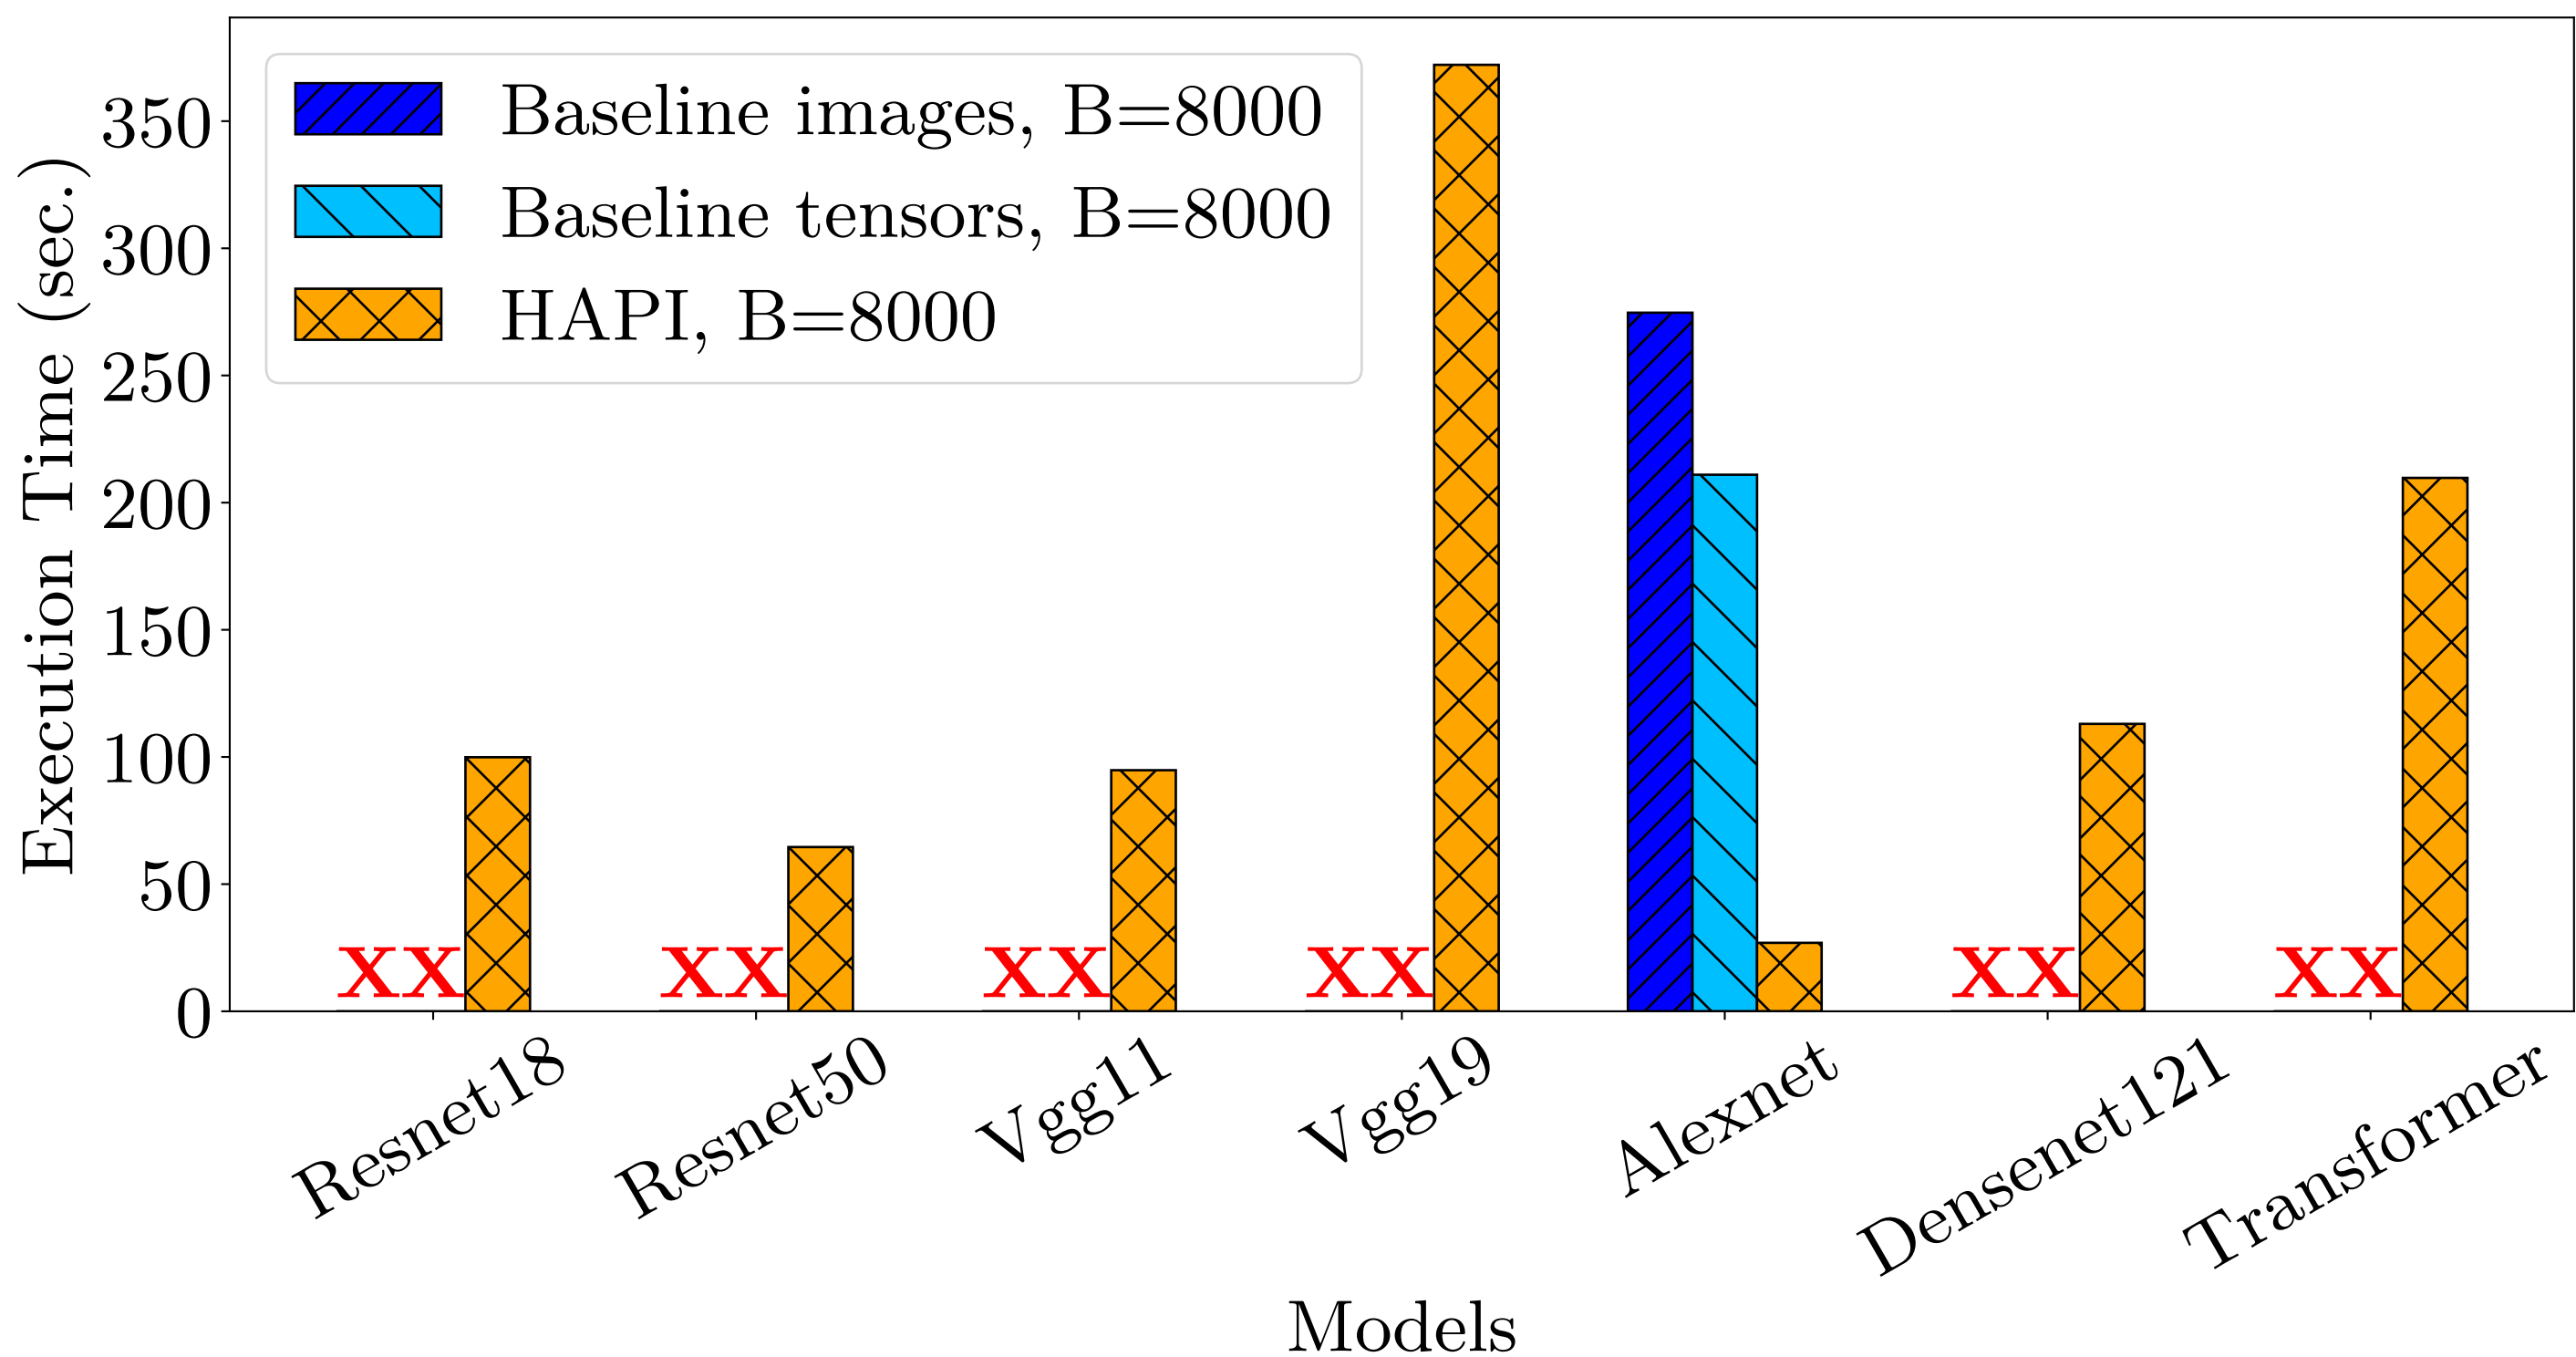 Execution Time (sec.)
350
300
250
200
150
100
50
0
Baseline images, B=8000
Baseline tensors, B=8000
HAPI, B=8000
XX XX XX XX XX XX
Resnet18 Resnet50 Vgg11 Vgg19 Alexnet Densenet121 Transformer
Models